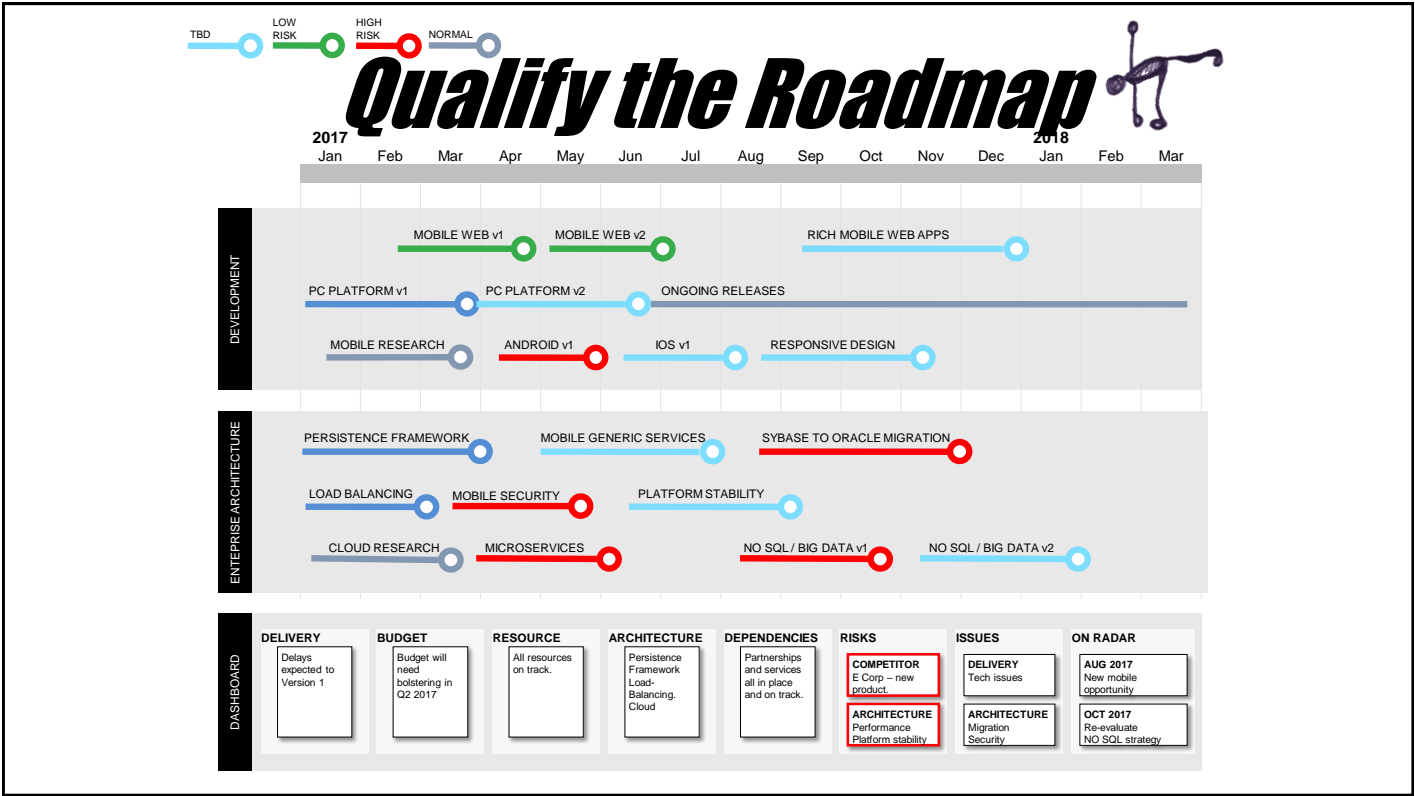 TBD
LOW
RISK
HIGH
RISK
NORMAL
Qualify the Roadmap
2017 2018
Jan Feb Mar Apr May Jun Jul Aug Sep Oct Nov Dec Jan Feb Mar
DEVELOPMENT
MOBILE WEB v1 MOBILE WEB v2 RICH MOBILE WEB APPS
PC PLATFORM v1 PC PLATFORM v2 ONGOING RELEASES
MOBILE RESEARCH ANDROID v1 IOS v1 RESPONSIVE DESIGN
ENTEPRISE ARCHITECTURE
PERSISTENCE FRAMEWORK MOBILE GENERIC SERVICES SYBASE TO ORACLE MIGRATION
LOAD BALANCING MOBILE SECURITY PLATFORM STABILITY
CLOUD RESEARCH MICROSERVICES NO SQL / BIG DATA v1 NO SQL / BIG DATA v2
DASHBOARD
DELIVERY
Delays
expected to
Version 1
BUDGET
Budget will
need
bolstering in
Q2 2017
RESOURCE
All resources
on track.
ARCHITECTURE
Persistence
Framework
Load-
Balancing.
Cloud
DEPENDENCIES
Partnerships
and services
all in place
and on track.
RISKS
COMPETITOR
E Corp – new
product.
ARCHITECTURE
Performance
Platform stability
ISSUES
DELIVERY
Tech issues
ARCHITECTURE
Migration
Security
ON RADAR
AUG 2017
New mobile
opportunity
OCT 2017
Re-evaluate
NO SQL strategy